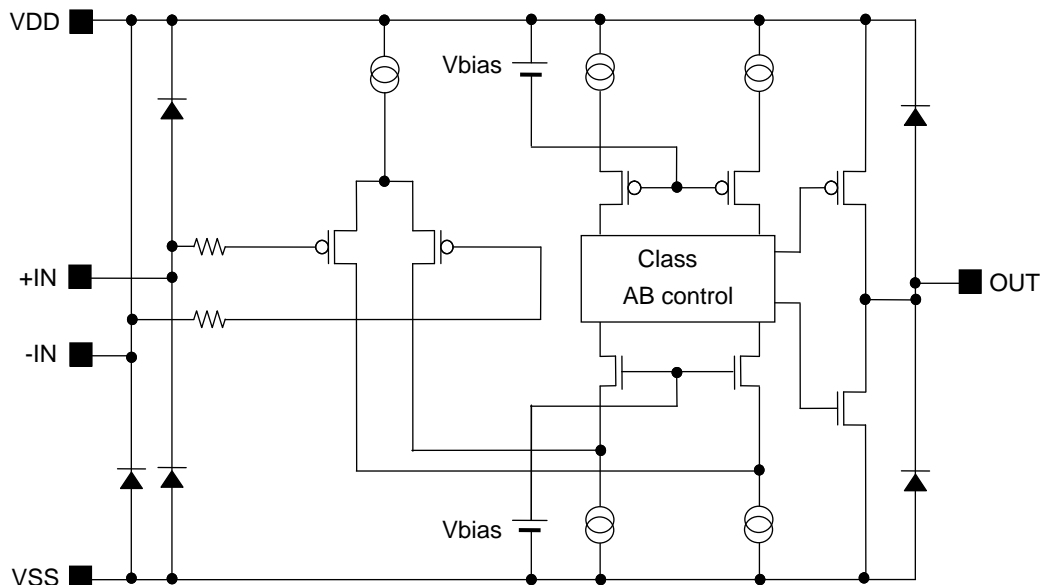 VDD
Vbias
+IN
Class
AB control
OUT
-IN
Vbias
VSS